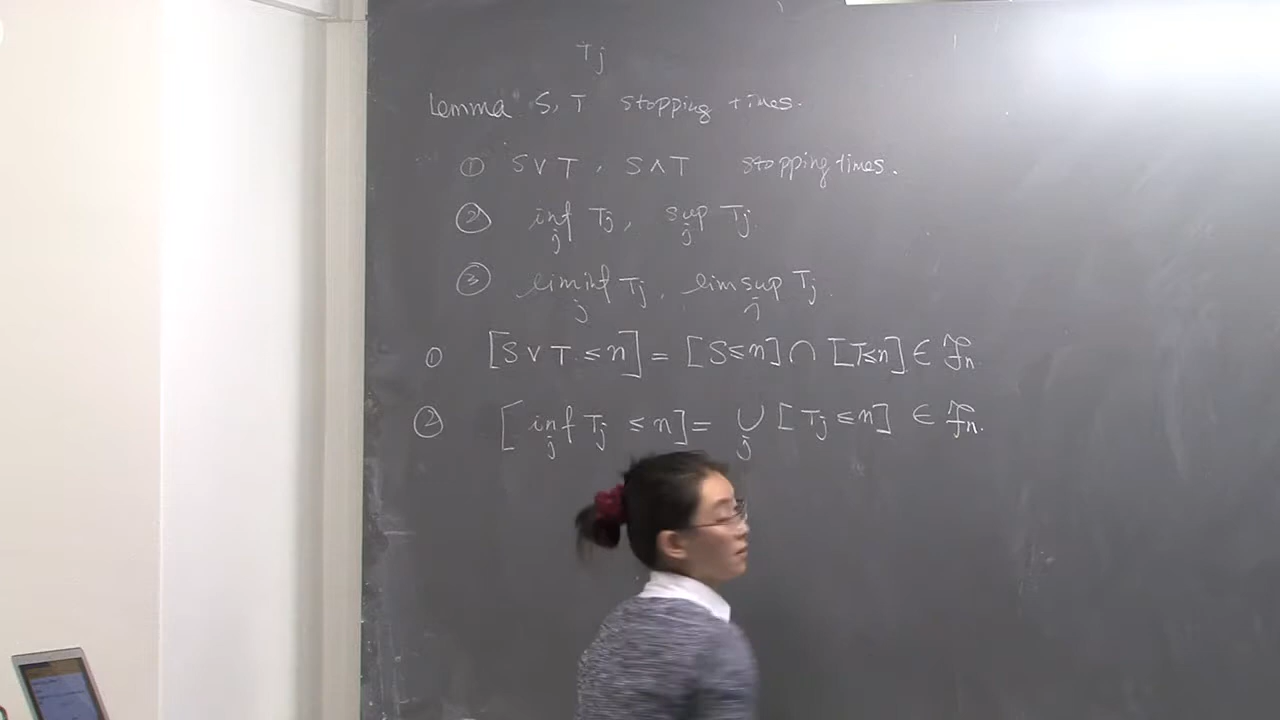 Tj
Lemma S, T stopping times.
① S∨T, S∧T stopping times.
② inf_j Tj, sup_j Tj.
③ liminf_j Tj, limsup_j Tj.
① [S∨T ≤ n] = [S≤n] ∩ [T≤n] ∈ ℱn.
② [inf_j Tj ≤ n] = ∪_j [Tj ≤ n] ∈ ℱn.